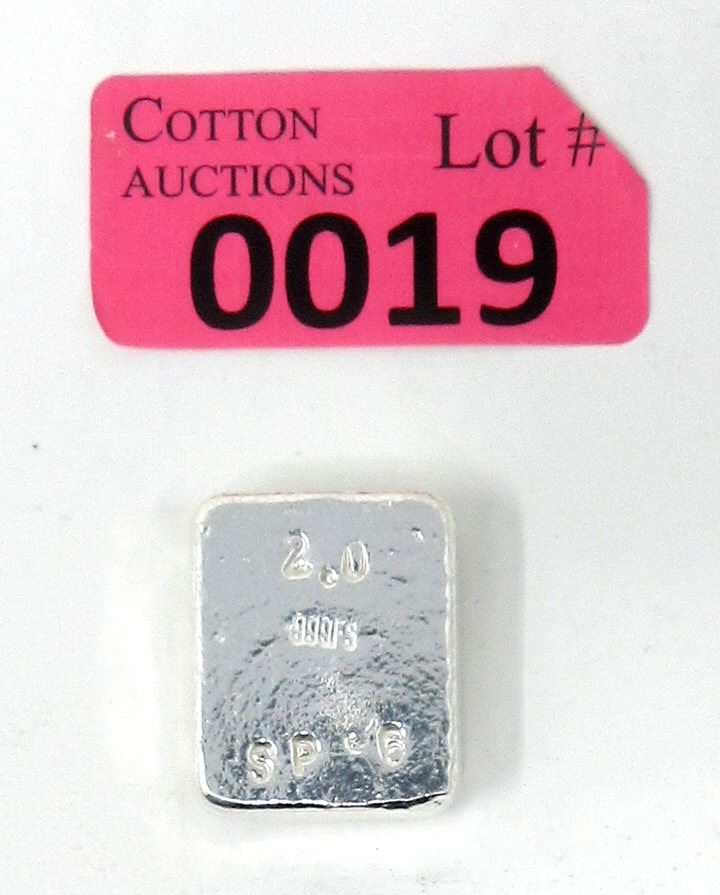 COTTON Lot #
AUCTIONS
0019
2.0
999FS
SP-G